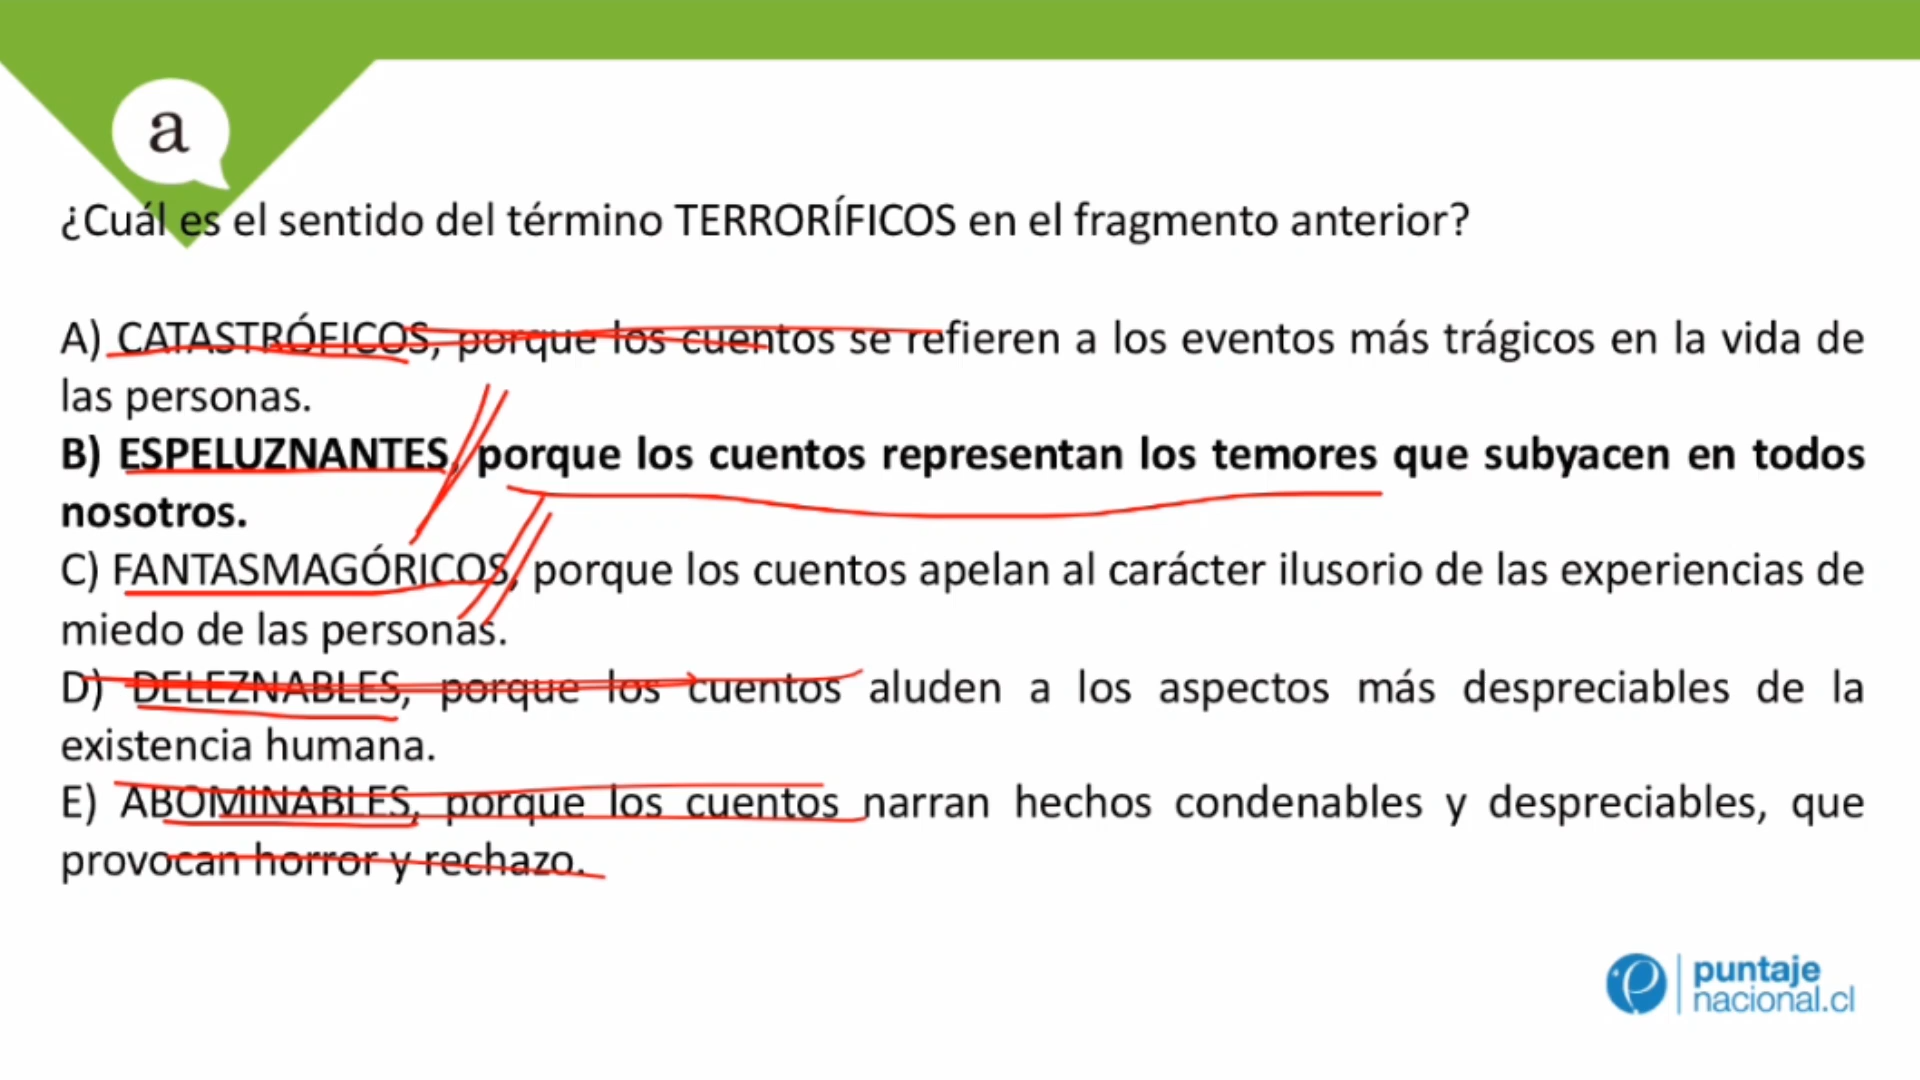 a
¿Cuál es el sentido del término TERRORÍFICOS en el fragmento anterior?
A) CATASTRÓFICOS, porque los cuentos se refieren a los eventos más trágicos en la vida de
las personas.
B) ESPELUZNANTES, porque los cuentos representan los temores que subyacen en todos
nosotros.
C) FANTASMAGÓRICOS, porque los cuentos apelan al carácter ilusorio de las experiencias de
miedo de las personas.
D) DELEZNABLES, porque los cuentos aluden a los aspectos más despreciables de la
existencia humana.
E) ABOMINABLES, porque los cuentos narran hechos condenables y despreciables, que
provocan horror y rechazo.
puntaje
nacional.cl